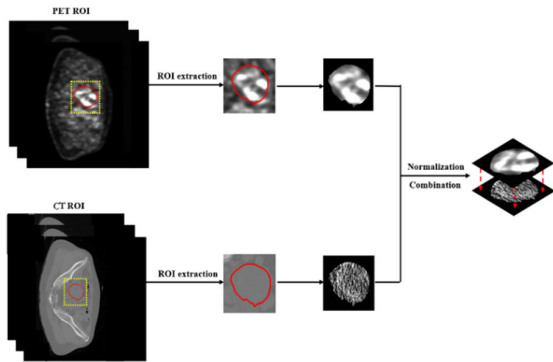 PET ROI
ROI extraction
Normalization
Combination
CT ROI
ROI extraction